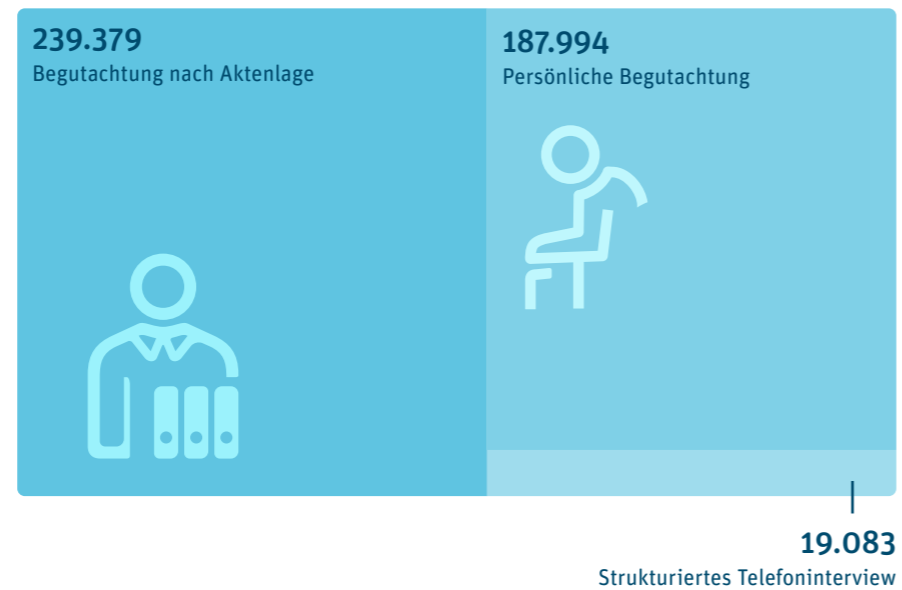 239.379
Begutachtung nach Aktenlage
187.994
Persönliche Begutachtung
19.083
Strukturiertes Telefoninterview